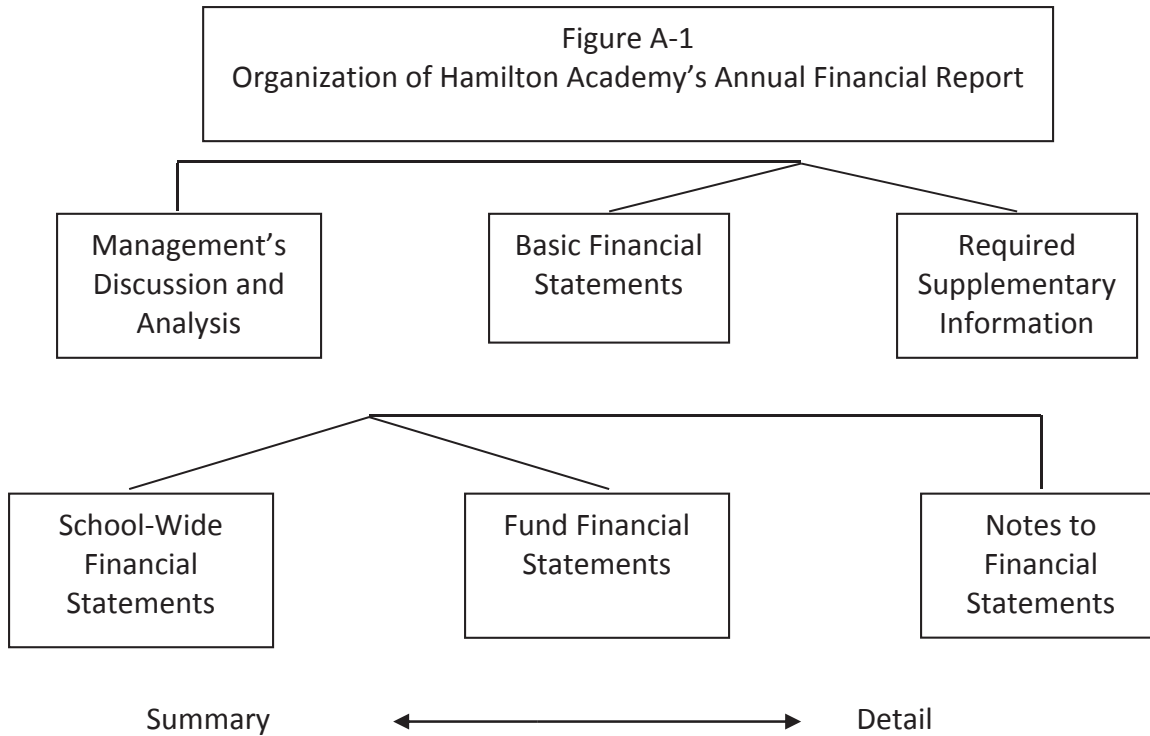 Figure A-1
Organization of Hamilton Academy’s Annual Financial Report
Management’s
Discussion and
Analysis
Basic Financial
Statements
Required
Supplementary
Information
School-Wide
Financial
Statements
Fund Financial
Statements
Notes to
Financial
Statements
Summary
Detail